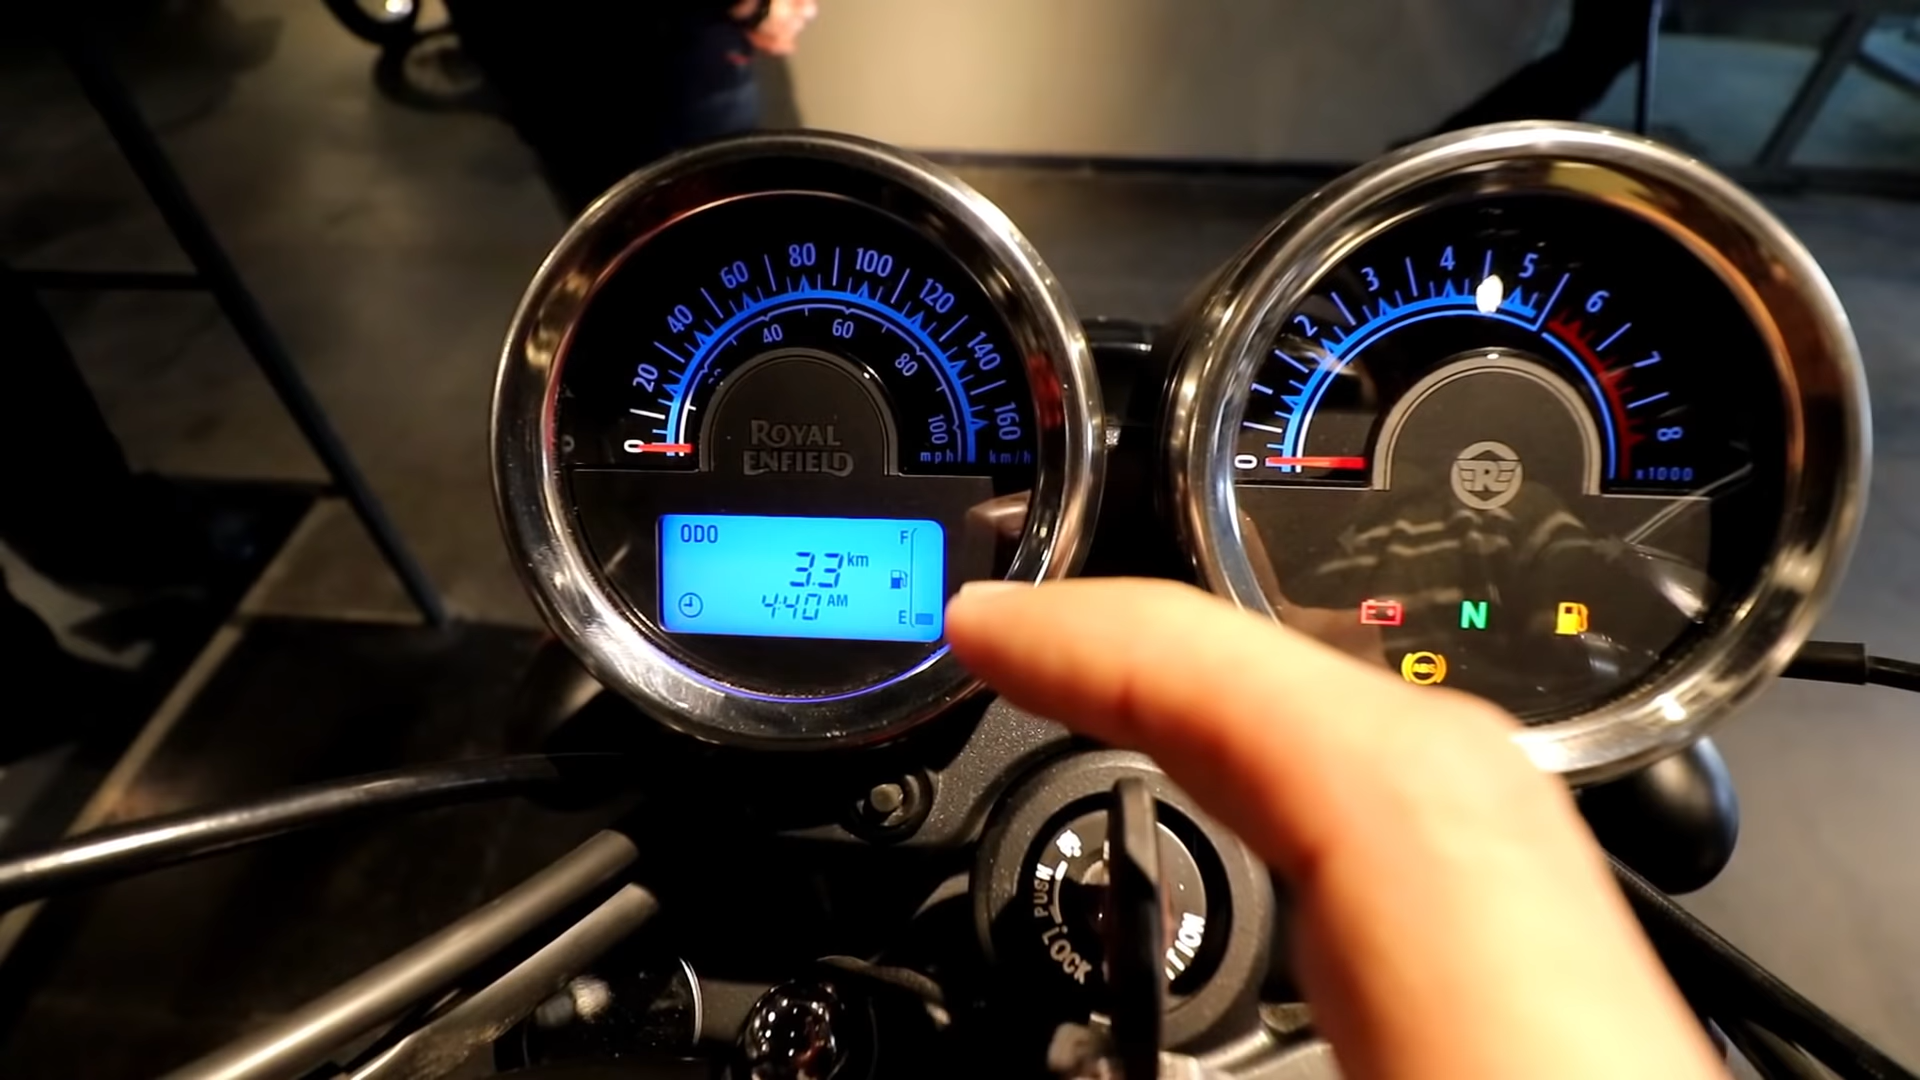 0 20 40 60 80 100 120 140 160
40 60 80 100
mph km/h
ROYAL
ENFIELD
ODO
3.3 km
4:40 AM
F
E
0 1 2 3 4 5 6 7 8
x1000
R
N
ABS
PUSH
LOCK